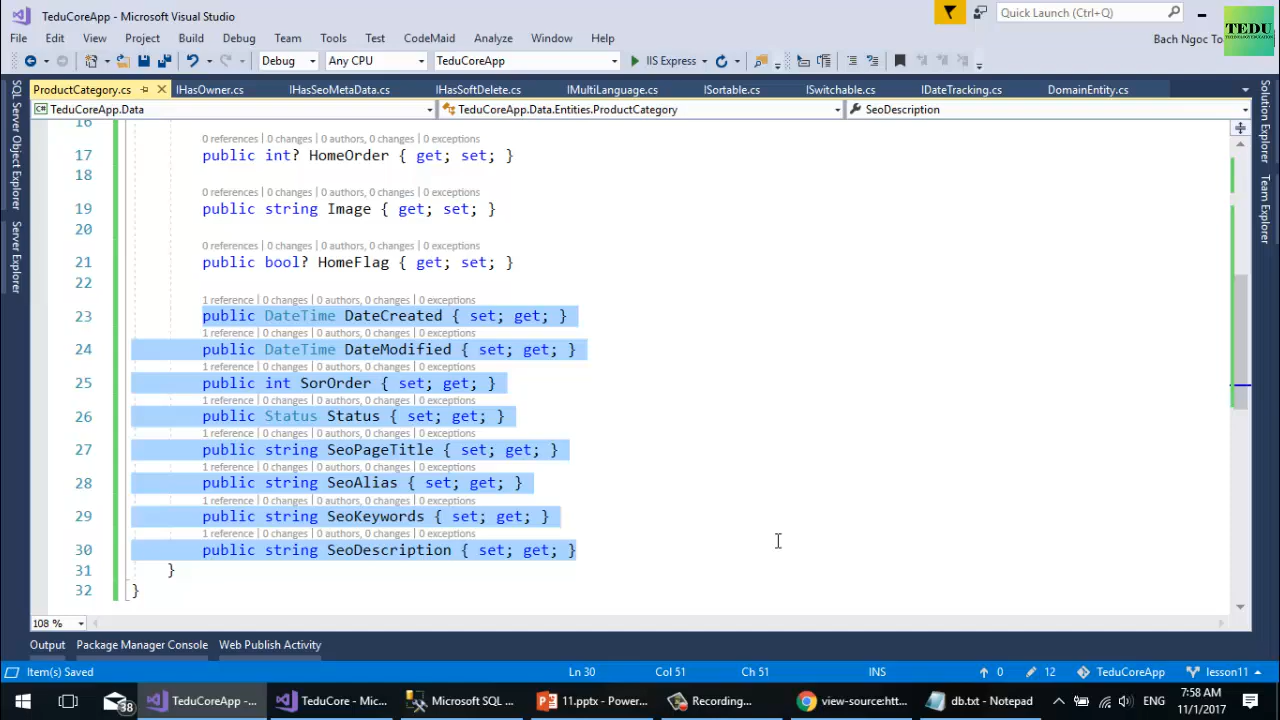 TeduCoreApp - Microsoft Visual Studio
Quick Launch (Ctrl+Q)
TEDU
File Edit View Project Build Debug Team Tools Test CodeMaid Analyze Window Help
Bach Ngoc To
Debug Any CPU TeduCoreApp IIS Express
ProductCategory.cs IHasOwner.cs IHasSeoMetaData.cs IHasSoftDelete.cs IMultiLanguage.cs ISortable.cs ISwitchable.cs IDateTracking.cs DomainEntity.cs
TeduCoreApp.Data TeduCoreApp.Data.Entities.ProductCategory SeoDescription
SQL Server Object Explorer
Server Explorer
Solution Explorer
Team Explorer
16
0 references | 0 changes | 0 authors, 0 changes | 0 exceptions
17 public int? HomeOrder { get; set; }
18
0 references | 0 changes | 0 authors, 0 changes | 0 exceptions
19 public string Image { get; set; }
20
0 references | 0 changes | 0 authors, 0 changes | 0 exceptions
21 public bool? HomeFlag { get; set; }
22
1 reference | 0 changes | 0 authors, 0 changes | 0 exceptions
23 public DateTime DateCreated { set; get; }
1 reference | 0 changes | 0 authors, 0 changes | 0 exceptions
24 public DateTime DateModified { set; get; }
1 reference | 0 changes | 0 authors, 0 changes | 0 exceptions
25 public int SorOrder { set; get; }
1 reference | 0 changes | 0 authors, 0 changes | 0 exceptions
26 public Status Status { set; get; }
1 reference | 0 changes | 0 authors, 0 changes | 0 exceptions
27 public string SeoPageTitle { set; get; }
1 reference | 0 changes | 0 authors, 0 changes | 0 exceptions
28 public string SeoAlias { set; get; }
1 reference | 0 changes | 0 authors, 0 changes | 0 exceptions
29 public string SeoKeywords { set; get; }
1 reference | 0 changes | 0 authors, 0 changes | 0 exceptions
30 public string SeoDescription { set; get; }
31 }
32 }
108 %
Output Package Manager Console Web Publish Activity
Item(s) Saved Ln 30 Col 51 Ch 51 INS 0 12 TeduCoreApp lesson11
38 TeduCoreApp -... TeduCore - Mic... Microsoft SQL ... 11.pptx - Power... Recording... view-source:htt... db.txt - Notepad ENG 7:58 AM
11/1/2017